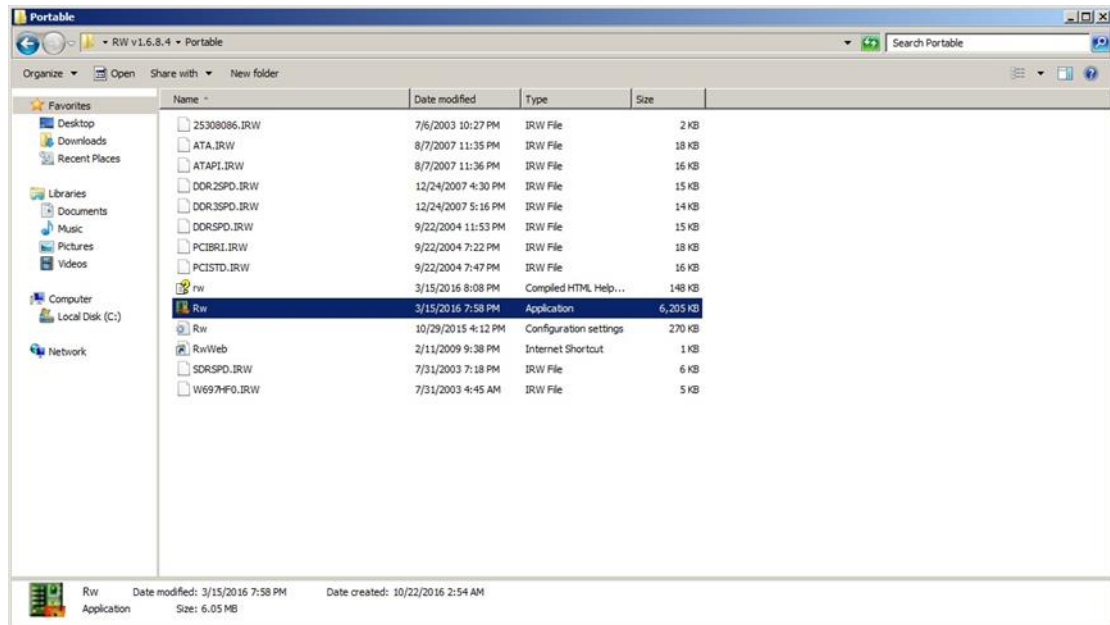 Portable
RW v1.6.8.4 Portable
Search Portable
Organize Open Share with New folder
Favorites
Desktop
Downloads
Recent Places
Libraries
Documents
Music
Pictures
Videos
Computer
Local Disk (C:)
Network
Name Date modified Type Size
25308086.IRW 7/6/2003 10:27 PM IRW File 2 KB
ATA.IRW 8/7/2007 11:35 PM IRW File 18 KB
ATAPI.IRW 8/7/2007 11:36 PM IRW File 16 KB
DDR2SPD.IRW 12/24/2007 4:30 PM IRW File 15 KB
DDR3SPD.IRW 12/24/2007 5:16 PM IRW File 14 KB
DDRSPD.IRW 9/22/2004 11:53 PM IRW File 15 KB
PCIBRI.IRW 9/22/2004 7:22 PM IRW File 18 KB
PCISTD.IRW 9/22/2004 7:47 PM IRW File 16 KB
rw 3/15/2016 8:08 PM Compiled HTML Help... 148 KB
Rw 3/15/2016 7:58 PM Application 6,205 KB
Rw 10/29/2015 4:12 PM Configuration settings 270 KB
RwWeb 2/11/2009 9:38 PM Internet Shortcut 1 KB
SDRSPD.IRW 7/31/2003 7:18 PM IRW File 6 KB
W697HF0.IRW 7/31/2003 4:45 AM IRW File 5 KB
Rw Date modified: 3/15/2016 7:58 PM Date created: 10/22/2016 2:54 AM
Application Size: 6.05 MB